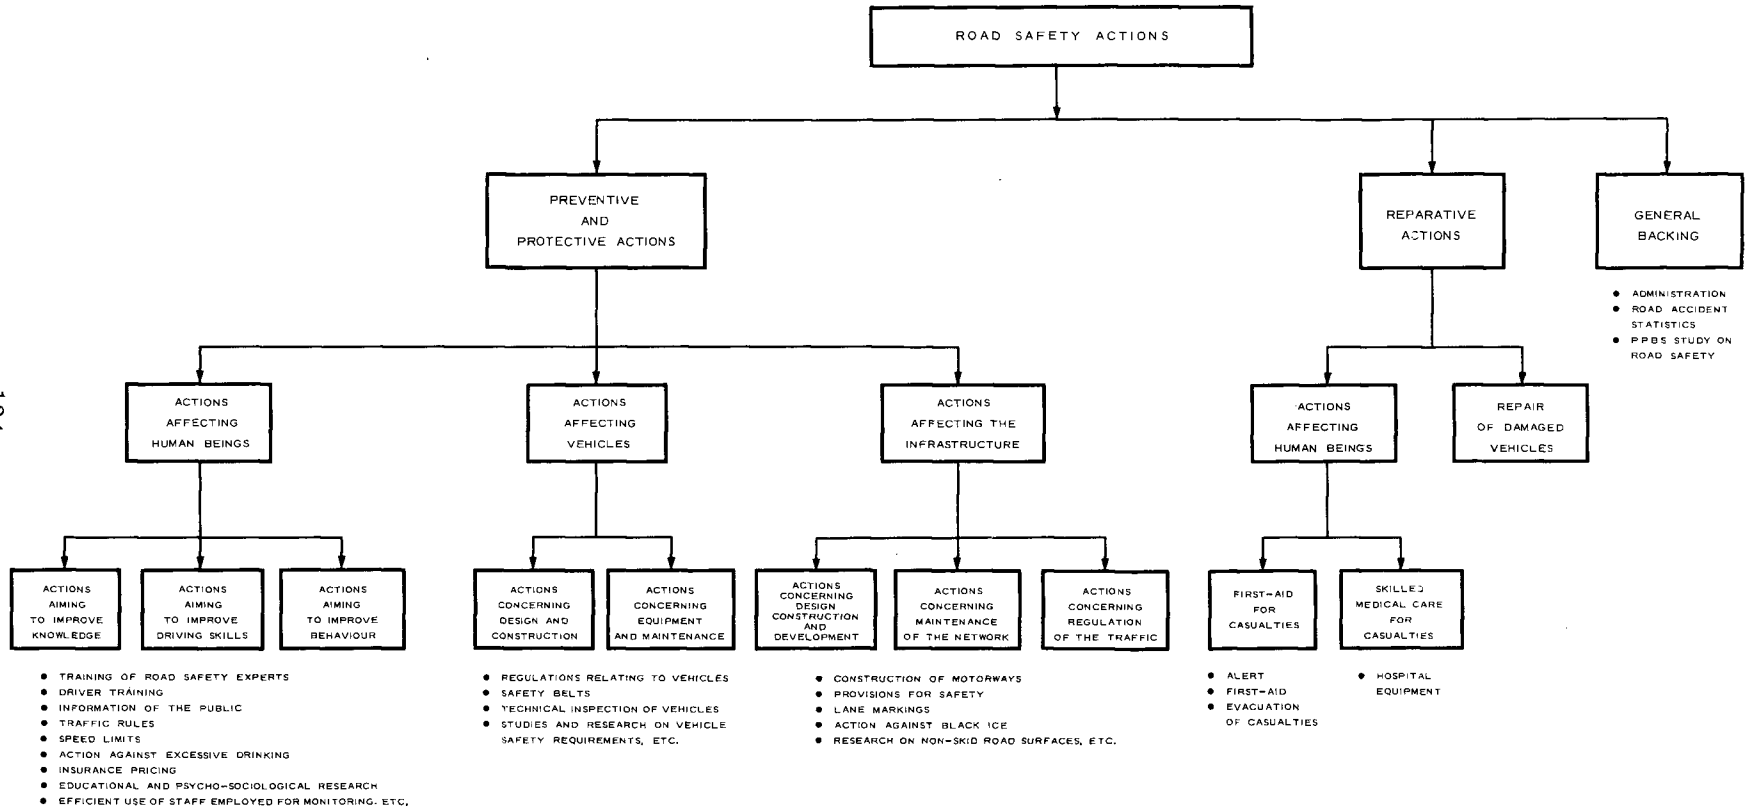 ROAD SAFETY ACTIONS
PREVENTIVE
AND
PROTECTIVE ACTIONS
REPARATIVE
ACTIONS
GENERAL
BACKING
• ADMINISTRATION
• ROAD ACCIDENT
STATISTICS
• PPBS STUDY ON
ROAD SAFETY
ACTIONS
AFFECTING
HUMAN BEINGS
ACTIONS
AFFECTING
VEHICLES
ACTIONS
AFFECTING THE
INFRASTRUCTURE
ACTIONS
AFFECTING
HUMAN BEINGS
REPAIR
OF DAMAGED
VEHICLES
ACTIONS
AIMING
TO IMPROVE
KNOWLEDGE
ACTIONS
AIMING
TO IMPROVE
DRIVING SKILLS
ACTIONS
AIMING
TO IMPROVE
BEHAVIOUR
ACTIONS
CONCERNING
DESIGN AND
CONSTRUCTION
ACTIONS
CONCERNING
EQUIPMENT
AND MAINTENANCE
ACTIONS
CONCERNING
DESIGN
CONSTRUCTION
AND
DEVELOPMENT
ACTIONS
CONCERNING
MAINTENANCE
OF THE NETWORK
ACTIONS
CONCERNING
REGULATION
OF THE TRAFFIC
FIRST-AID
FOR
CASUALTIES
SKILLED
MEDICAL CARE
FOR
CASUALTIES
• TRAINING OF ROAD SAFETY EXPERTS
• DRIVER TRAINING
• INFORMATION OF THE PUBLIC
• TRAFFIC RULES
• SPEED LIMITS
• ACTION AGAINST EXCESSIVE DRINKING
• INSURANCE PRICING
• EDUCATIONAL AND PSYCHO-SOCIOLOGICAL RESEARCH
• EFFICIENT USE OF STAFF EMPLOYED FOR MONITORING. ETC.
• REGULATIONS RELATING TO VEHICLES
• SAFETY BELTS
• TECHNICAL INSPECTION OF VEHICLES
• STUDIES AND RESEARCH ON VEHICLE
SAFETY REQUIREMENTS, ETC.
• CONSTRUCTION OF MOTORWAYS
• PROVISIONS FOR SAFETY
• LANE MARKINGS
• ACTION AGAINST BLACK ICE
• RESEARCH ON NON-SKID ROAD SURFACES, ETC.
• ALERT
• FIRST-AID
• EVACUATION
OF CASUALTIES
• HOSPITAL
EQUIPMENT